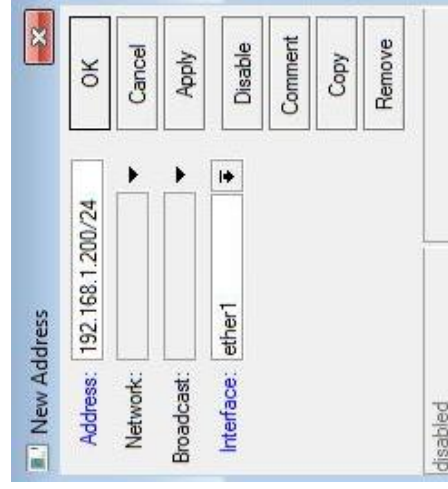 New Address
Address: 192.168.1.200/24
Network:
Broadcast:
Interface: ether1
OK
Cancel
Apply
Disable
Comment
Copy
Remove
disabled